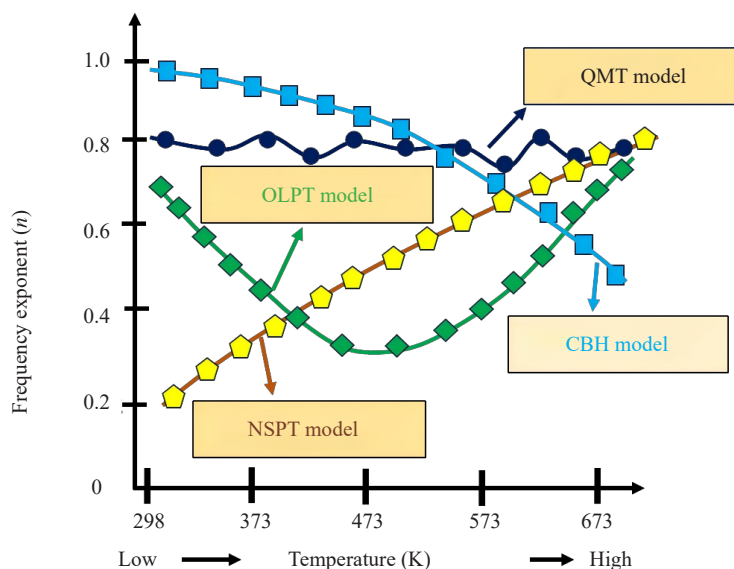 1.0
QMT model
0.8
OLPT model
0.6
Frequency exponent (n)
0.4
CBH model
NSPT model
0.2
0
298 373 473 573 673
Low Temperature (K) High